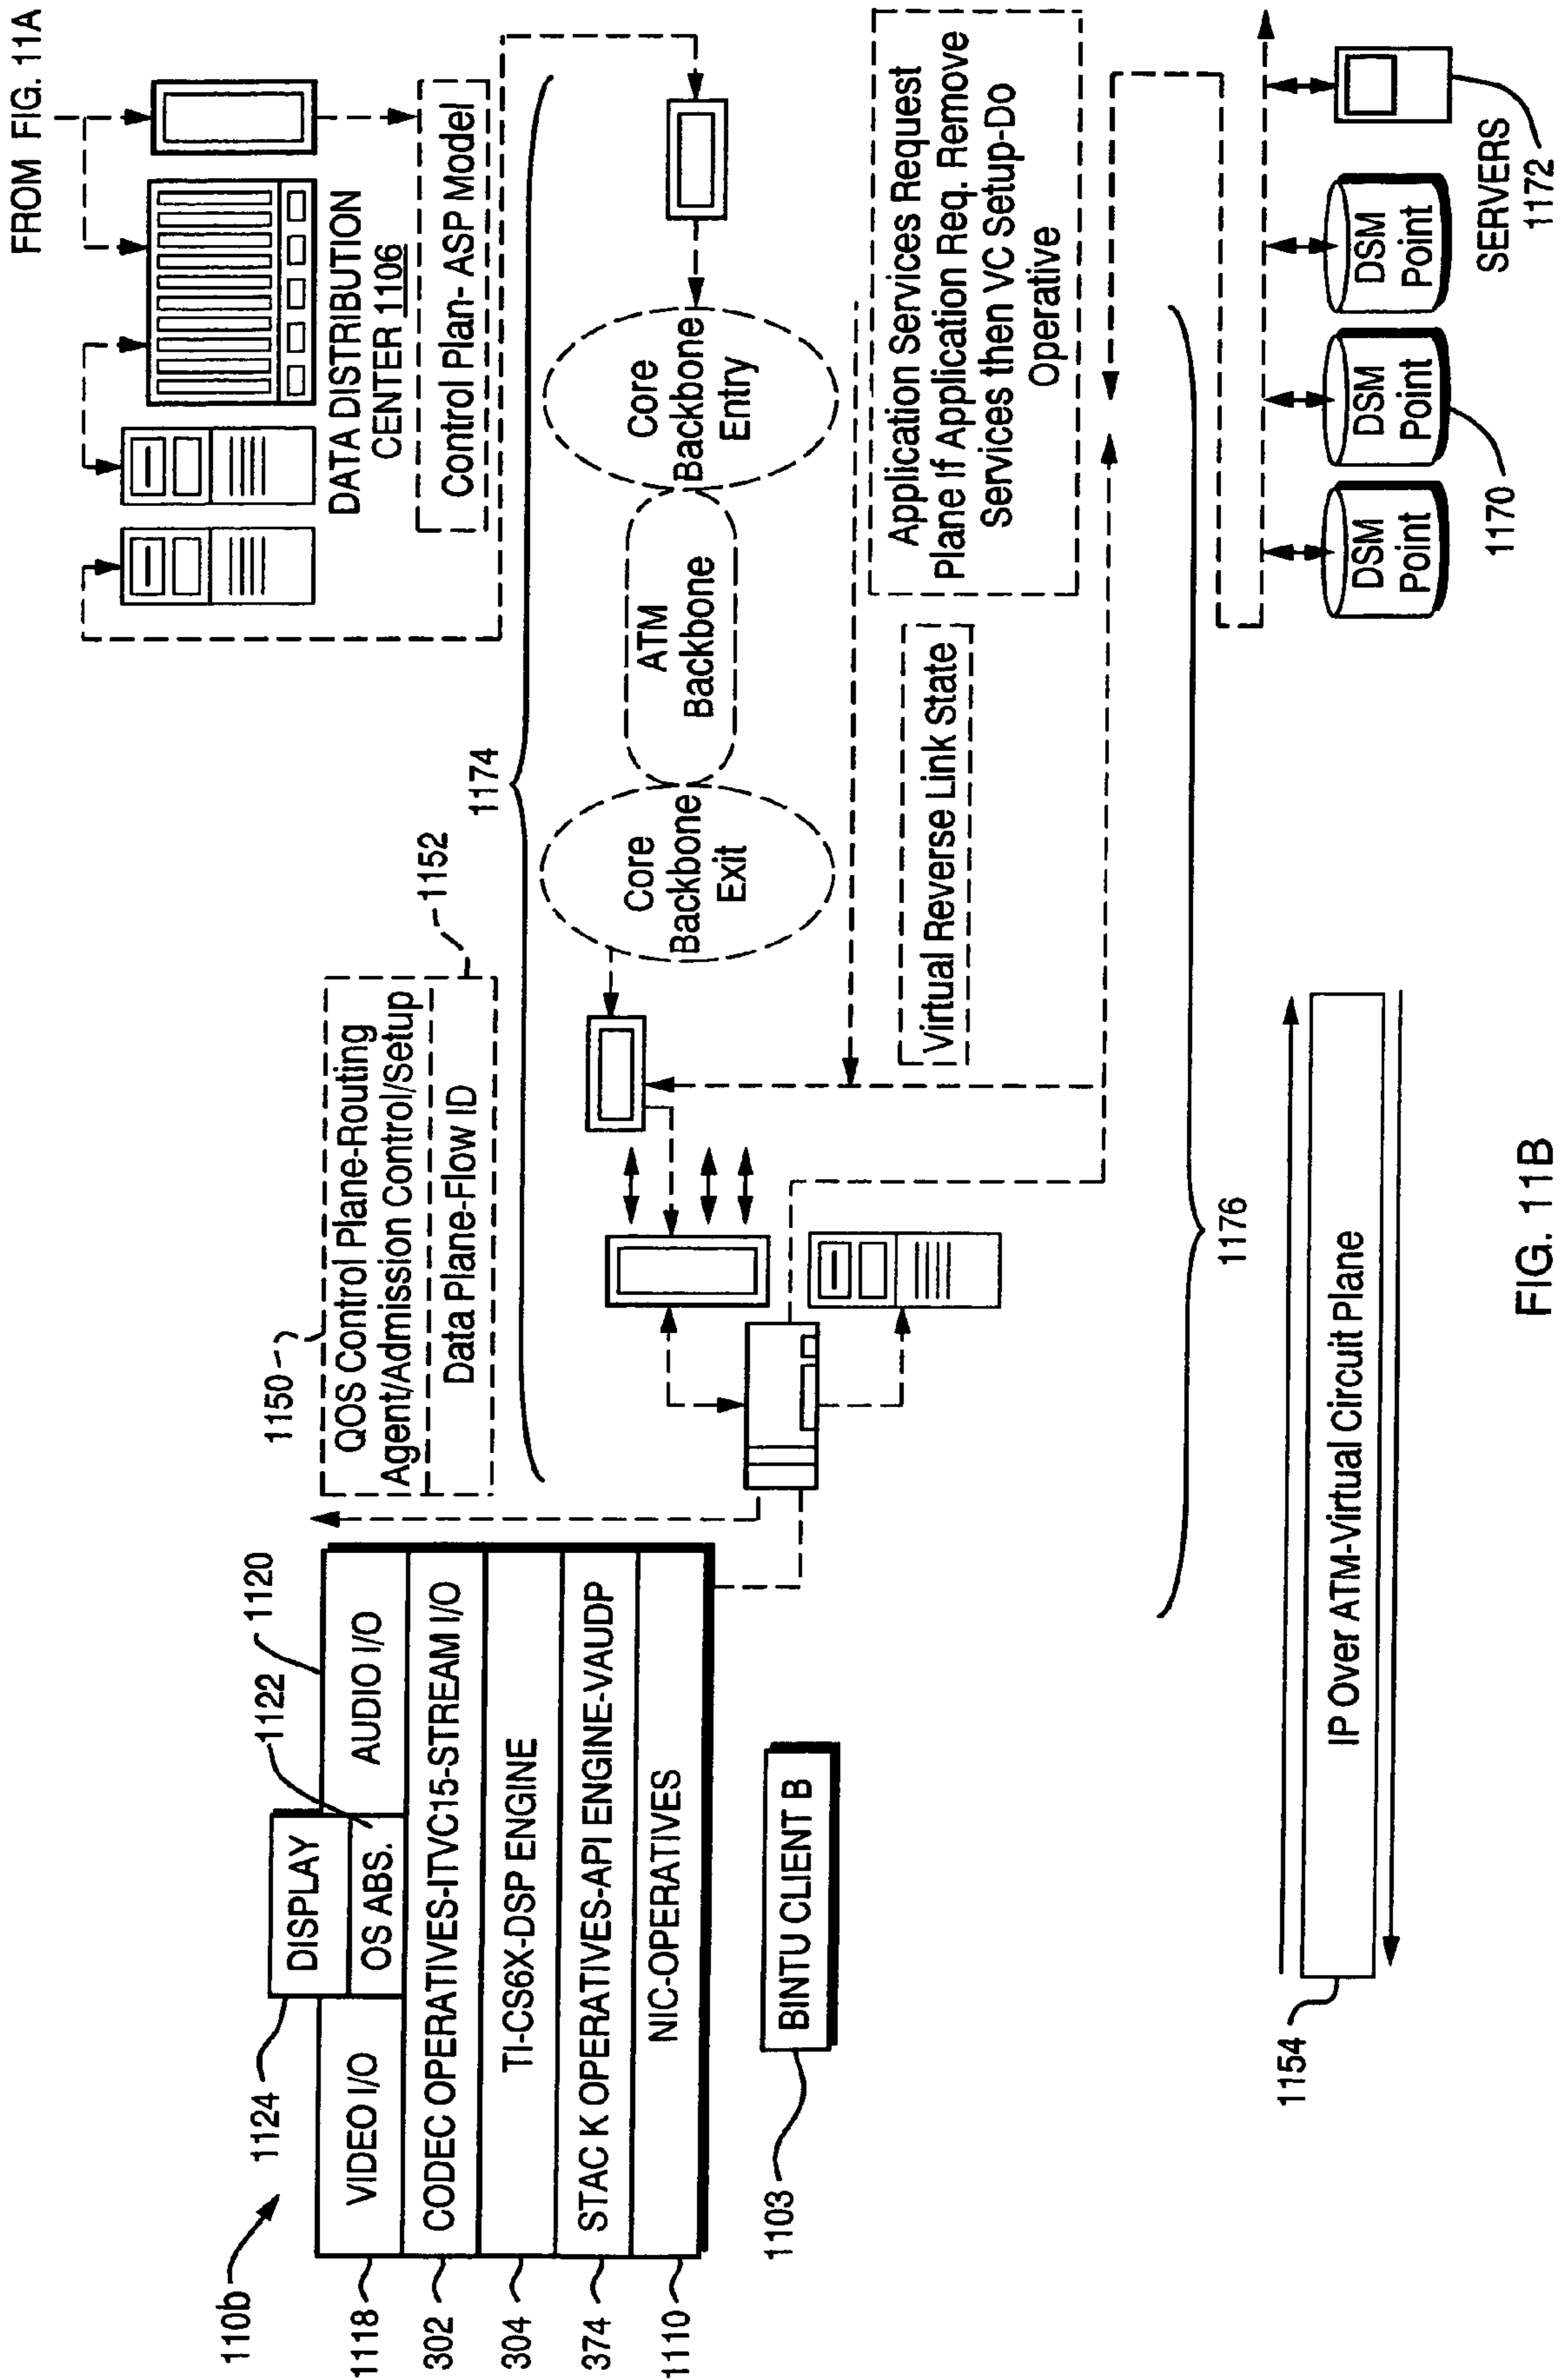 FROM FIG. 11A
DATA DISTRIBUTION
CENTER 1106
Control Plan- ASP Model
1174
1150
QOS Control Plane-Routing
Agent/Admission Control/Setup
Data Plane-Flow ID
1152
Core
Backbone
Exit
ATM
Backbone
Core
Backbone
Entry
110b
1124
1122
1120
DISPLAY
OS ABS.
VIDEO I/O
AUDIO I/O
CODEC OPERATIVES-ITVC15-STREAM I/O
TI-CS6X-DSP ENGINE
STAC K OPERATIVES-API ENGINE-VAUDP
NIC-OPERATIVES
1118
302
304
374
1110
BINTU CLIENT B
1103
Virtual Reverse Link State
Application Services Request
Plane If Application Req. Remove
Services then VC Setup-Do
Operative
1176
IP Over ATM-Virtual Circuit Plane
1154
DSM
Point
DSM
Point
DSM
Point
1170
SERVERS
1172
FIG. 11B